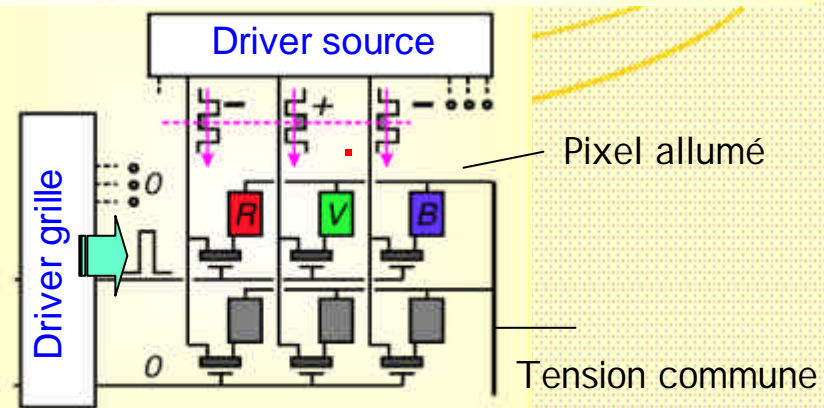 Driver source
− + −
Pixel allumé
0
R V B
Driver grille
0
Tension commune